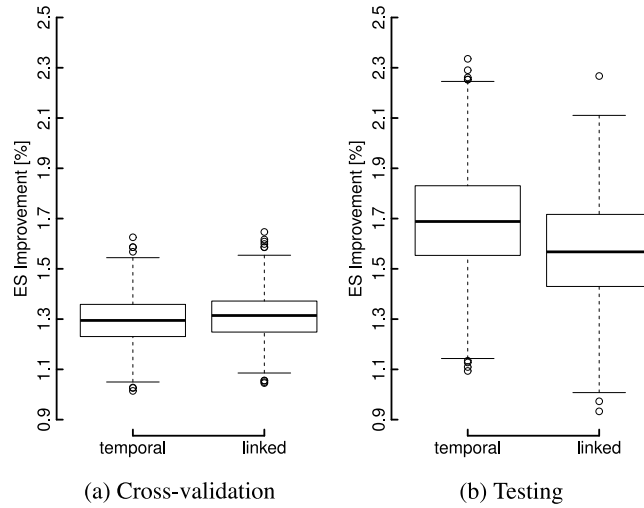 ES Improvement [%]
2.5
2.3
2.1
1.9
1.7
1.5
1.3
1.1
0.9
temporal
linked
(a) Cross-validation
ES Improvement [%]
2.5
2.3
2.1
1.9
1.7
1.5
1.3
1.1
0.9
temporal
linked
(b) Testing